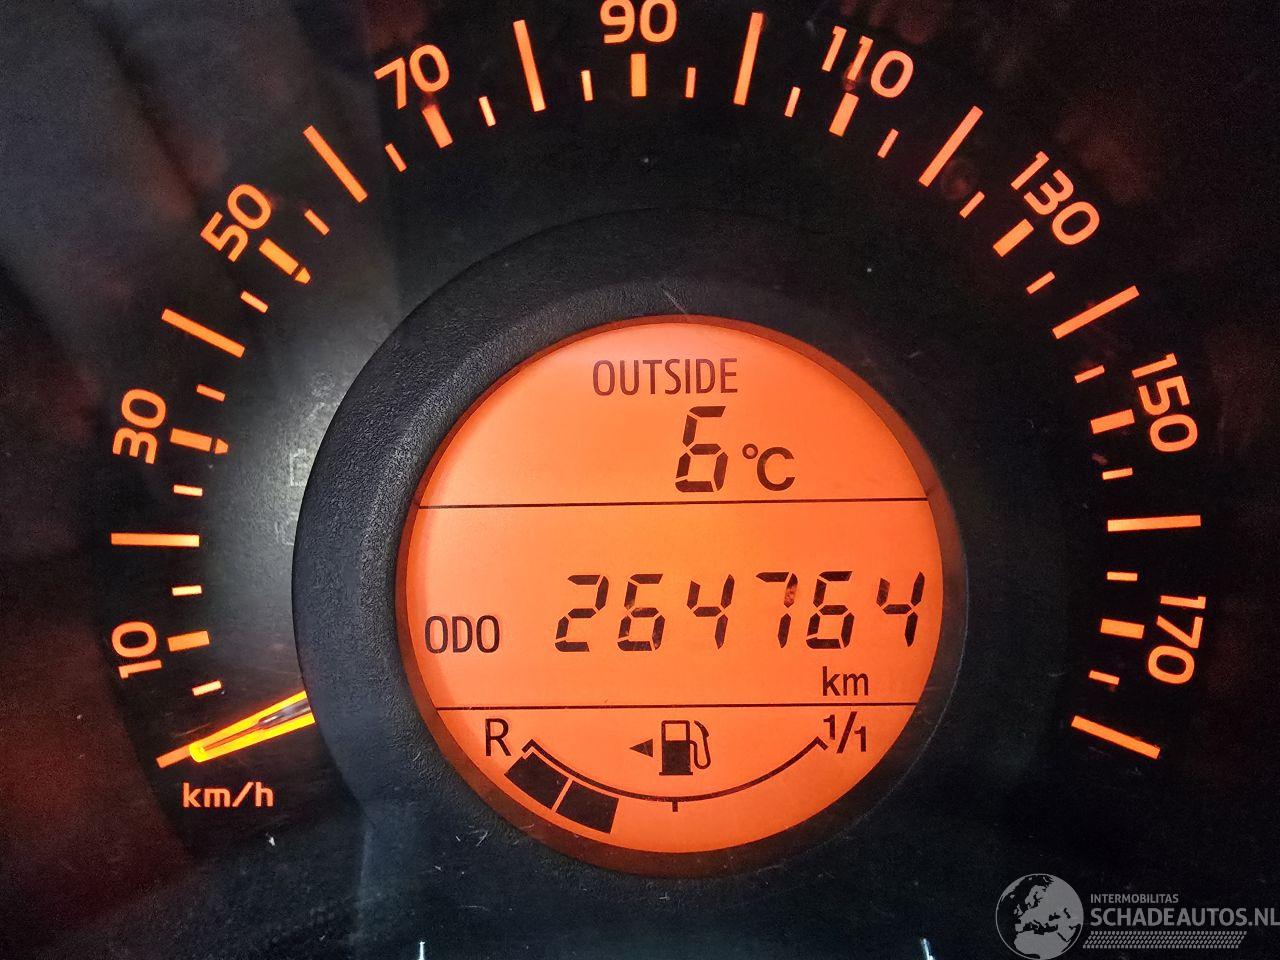 90
70
110
50
130
30
150
10
170
km/h
OUTSIDE
6 °C
ODO 264764
km
R 1/1
INTERMOBILITAS
SCHADEAUTOS.NL